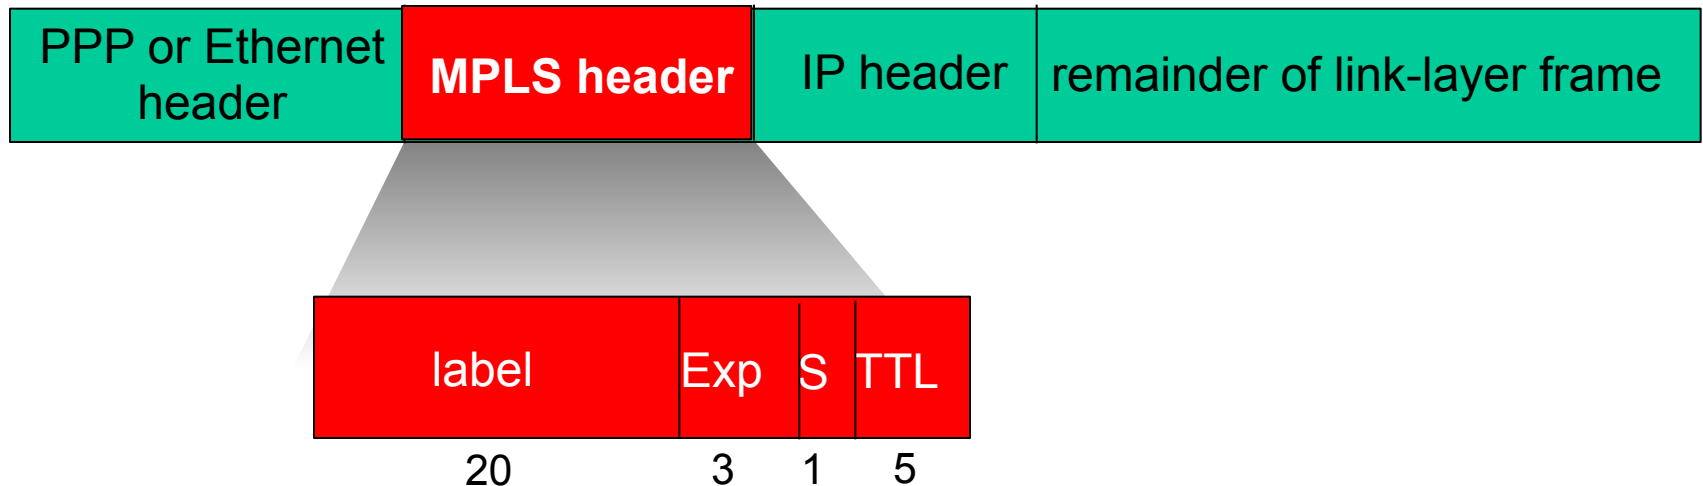 PPP or Ethernet
header
MPLS header
IP header
remainder of link-layer frame
label
Exp
S
TTL
20
3
1
5